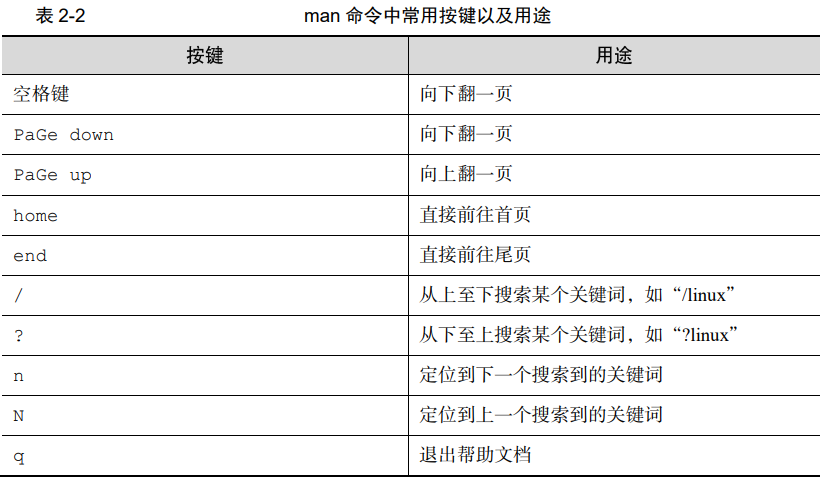 表 2-2 man 命令中常用按键以及用途
按键 用途
空格键 向下翻一页
PaGe down 向下翻一页
PaGe up 向上翻一页
home 直接前往首页
end 直接前往尾页
/ 从上至下搜索某个关键词，如“/linux”
? 从下至上搜索某个关键词，如“?linux”
n 定位到下一个搜索到的关键词
N 定位到上一个搜索到的关键词
q 退出帮助文档